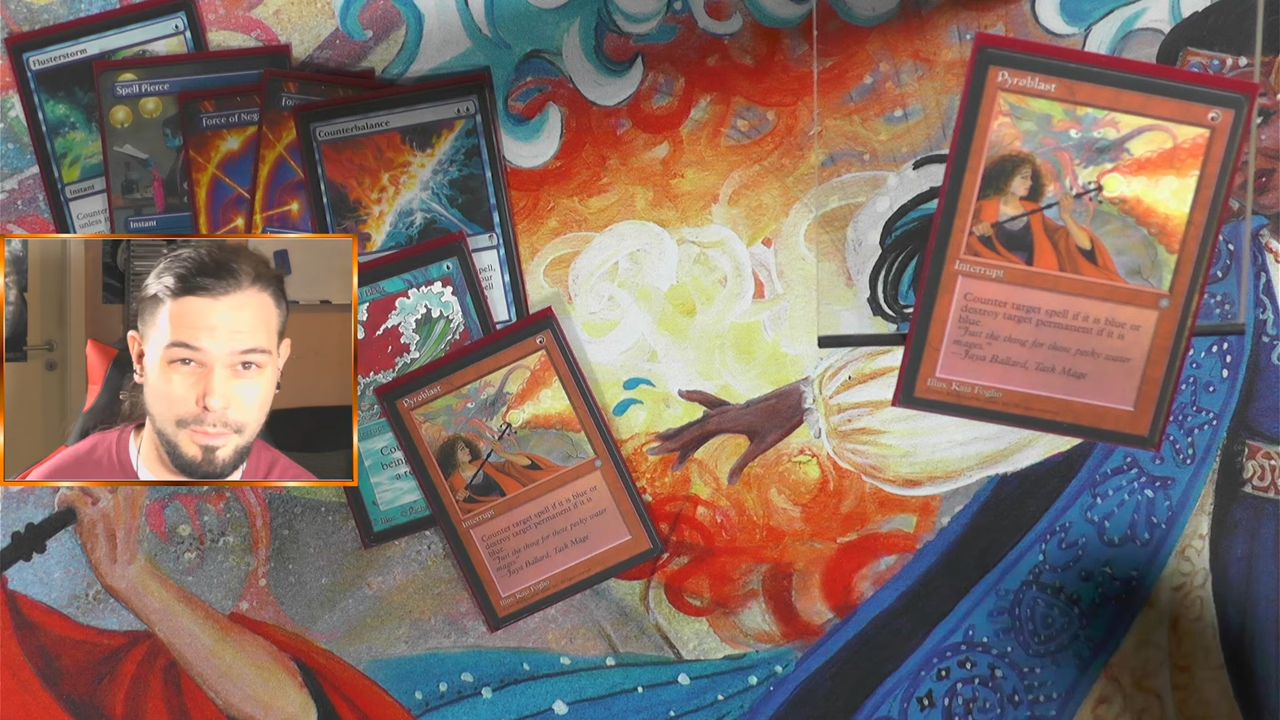 Flusterstorm
Instant
Counter
unless
Spell Pierce
Instant
Force of Neg
Counterbalance
Pyroblast
Interrupt
Counter target spell if it is blue or
destroy target permanent if it is
blue.
"Just the thing for these pesky water
mages."
—Jaya Ballard, Task Mage
Illus. Kaja Foglio
Pyroblast
Interrupt
Counter target spell if it is blue or
destroy target permanent if it is
blue.
"Just the thing for those pesky water
mages."
—Jaya Ballard, Task Mage
Illus. Kaja Foglio